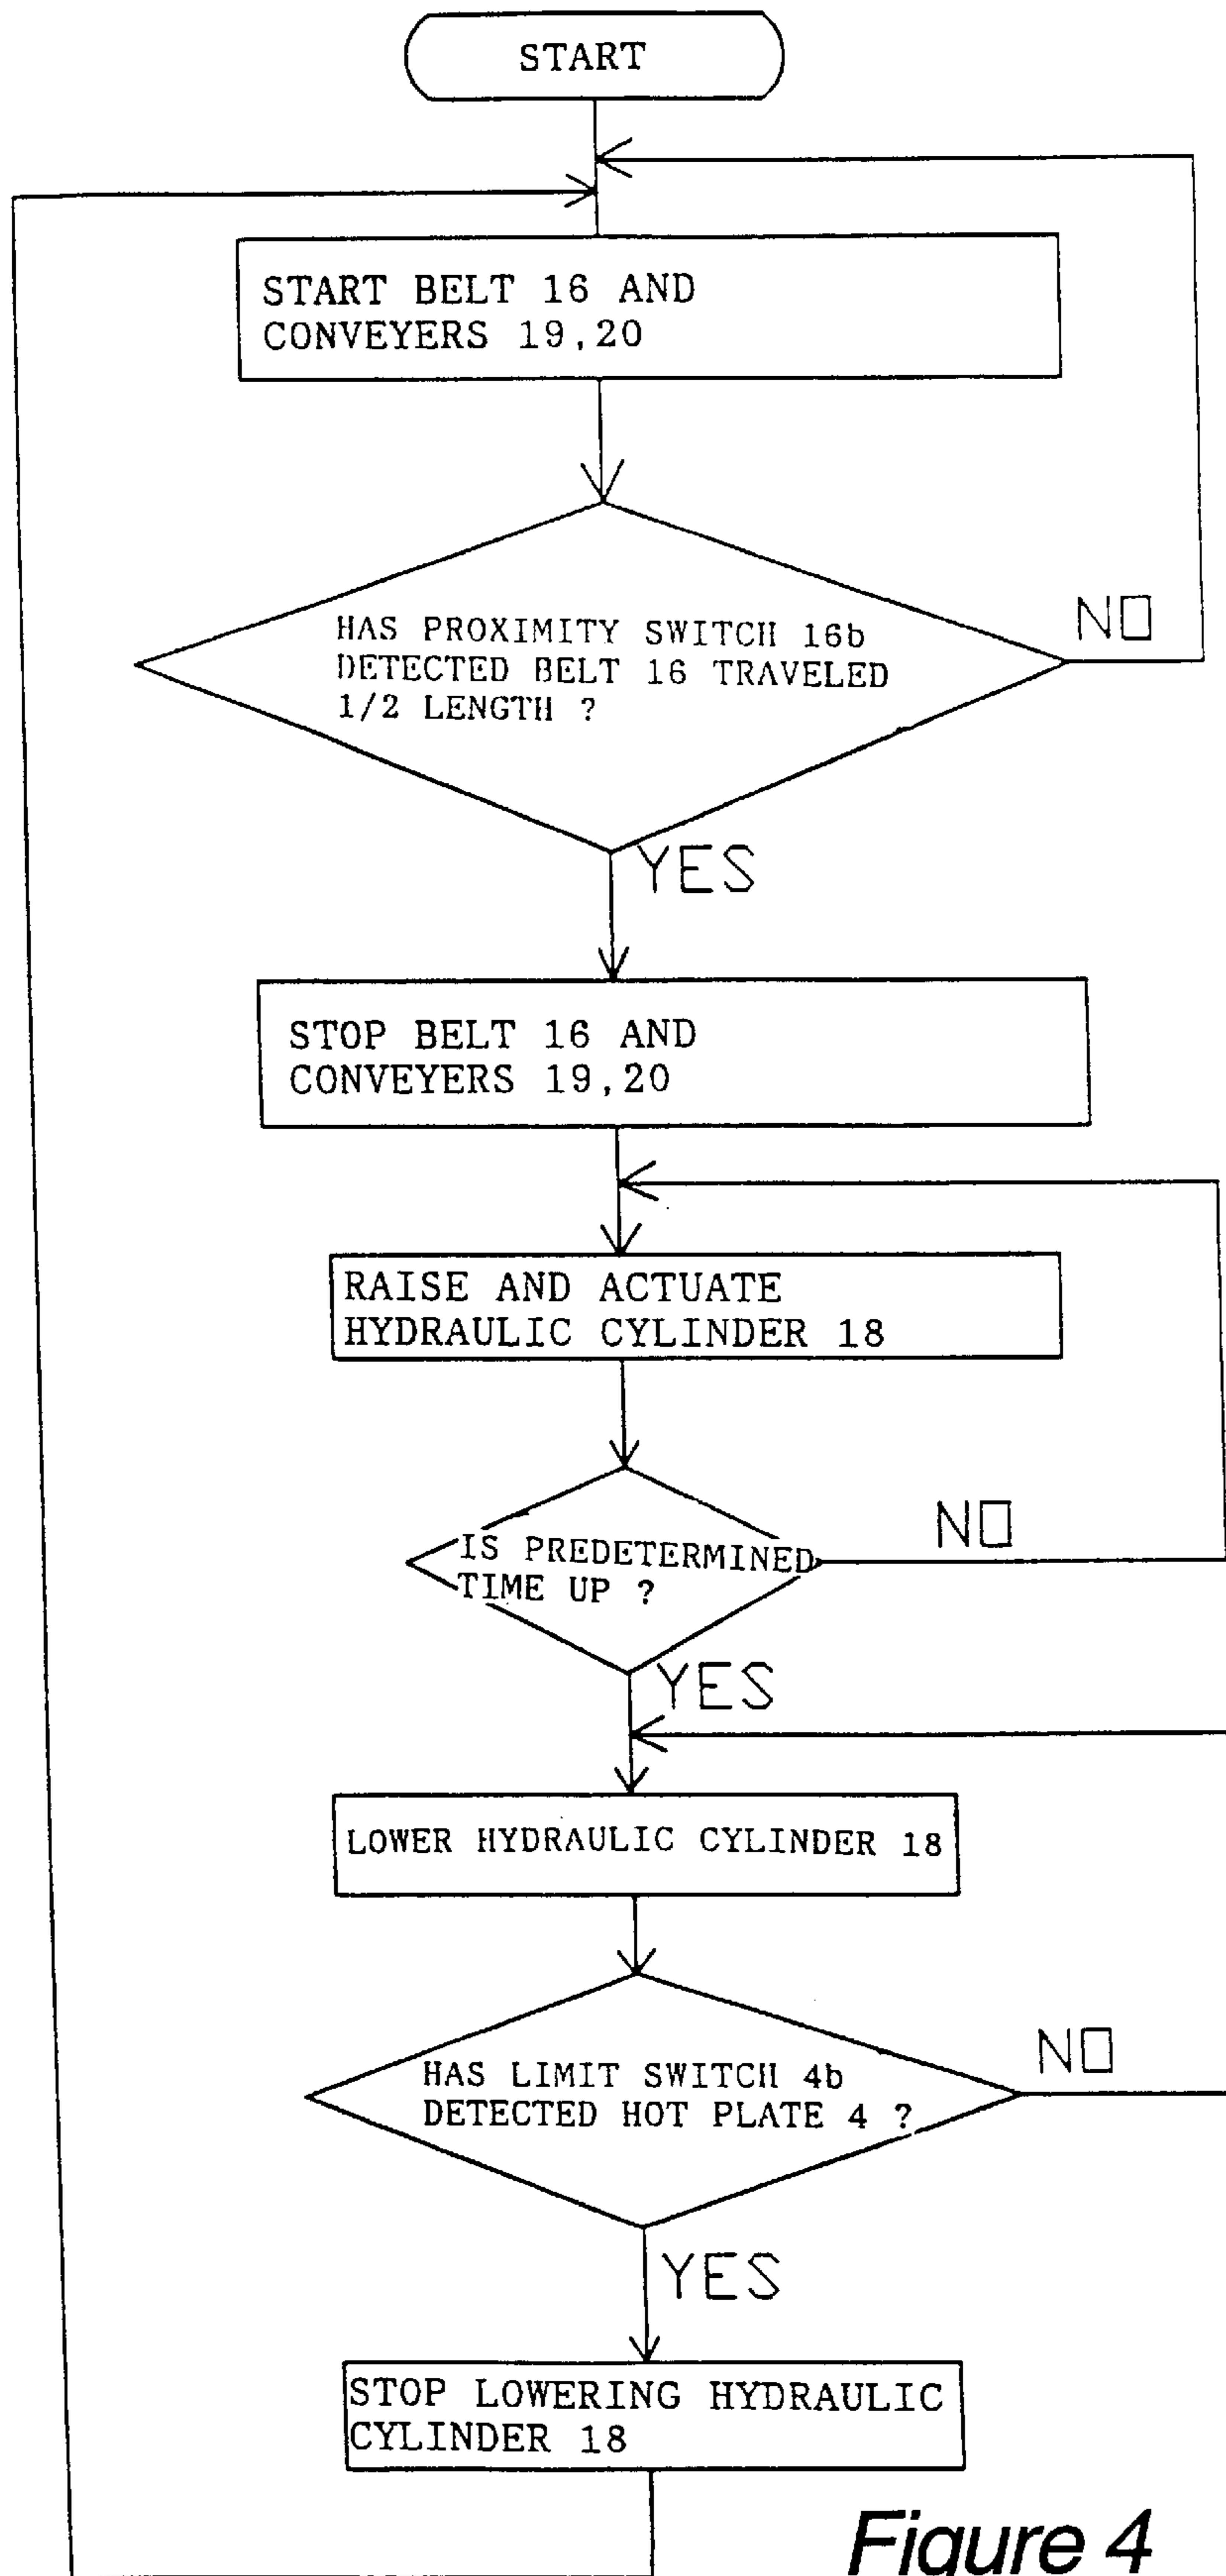 START
START BELT 16 AND
CONVEYERS 19,20
HAS PROXIMITY SWITCH 16b
DETECTED BELT 16 TRAVELED
1/2 LENGTH ?
NO
YES
STOP BELT 16 AND
CONVEYERS 19,20
RAISE AND ACTUATE
HYDRAULIC CYLINDER 18
IS PREDETERMINED
TIME UP ?
NO
YES
LOWER HYDRAULIC CYLINDER 18
HAS LIMIT SWITCH 4b
DETECTED HOT PLATE 4 ?
NO
YES
STOP LOWERING HYDRAULIC
CYLINDER 18
Figure 4